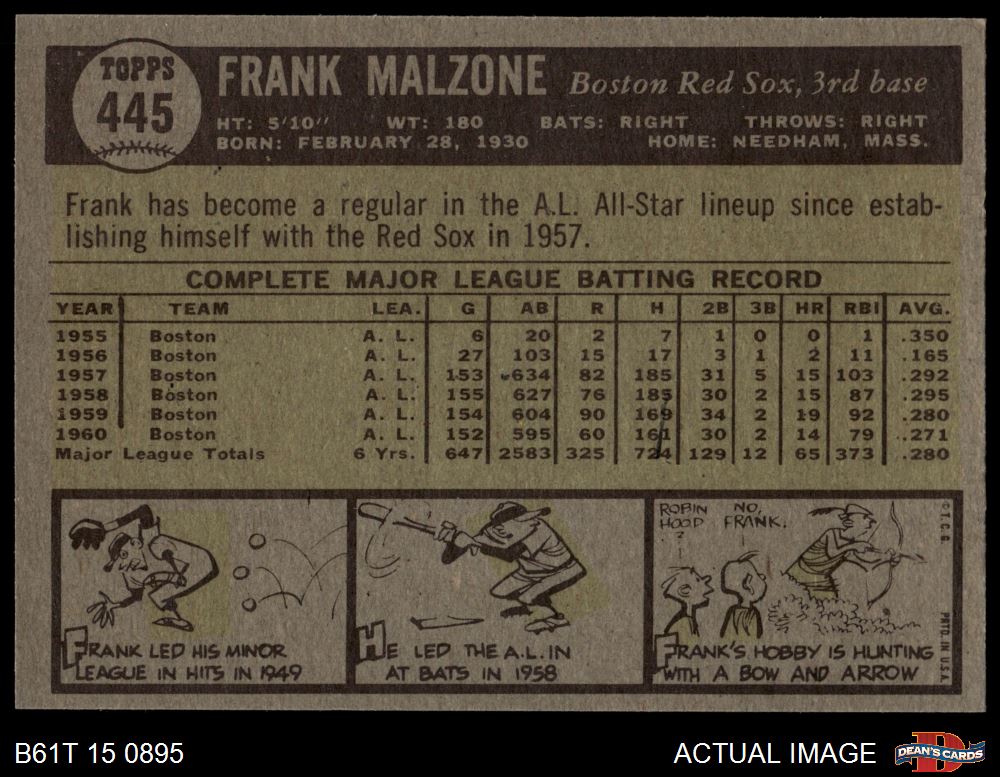 TOPPS
445
FRANK MALZONE Boston Red Sox, 3rd base
HT: 5'10" WT: 180 BATS: RIGHT THROWS: RIGHT
BORN: FEBRUARY 28, 1930 HOME: NEEDHAM, MASS.
Frank has become a regular in the A.L. All-Star lineup since estab-
lishing himself with the Red Sox in 1957.
COMPLETE MAJOR LEAGUE BATTING RECORD
YEAR TEAM LEA. G AB R H 2B 3B HR RBI AVG.
1955 Boston A. L. 6 20 2 7 1 0 0 1 .350
1956 Boston A. L. 27 103 15 17 3 1 2 11 .165
1957 Boston A. L. 153 634 82 185 31 5 15 103 .292
1958 Boston A. L. 155 627 76 185 30 2 15 87 .295
1959 Boston A. L. 154 604 90 169 34 2 19 92 .280
1960 Boston A. L. 152 595 60 161 30 2 14 79 .271
Major League Totals 6 Yrs. 647 2583 325 724 129 12 65 373 .280
FRANK LED HIS MINOR
LEAGUE IN HITS IN 1949
HE LED THE A.L. IN
AT BATS IN 1958
ROBIN
HOOD
?
NO,
FRANK.
FRANK'S HOBBY IS HUNTING
WITH A BOW AND ARROW
© T.C.G. PRTD. IN U.S.A.
B61T 15 0895 ACTUAL IMAGE
DEAN'S CARDS